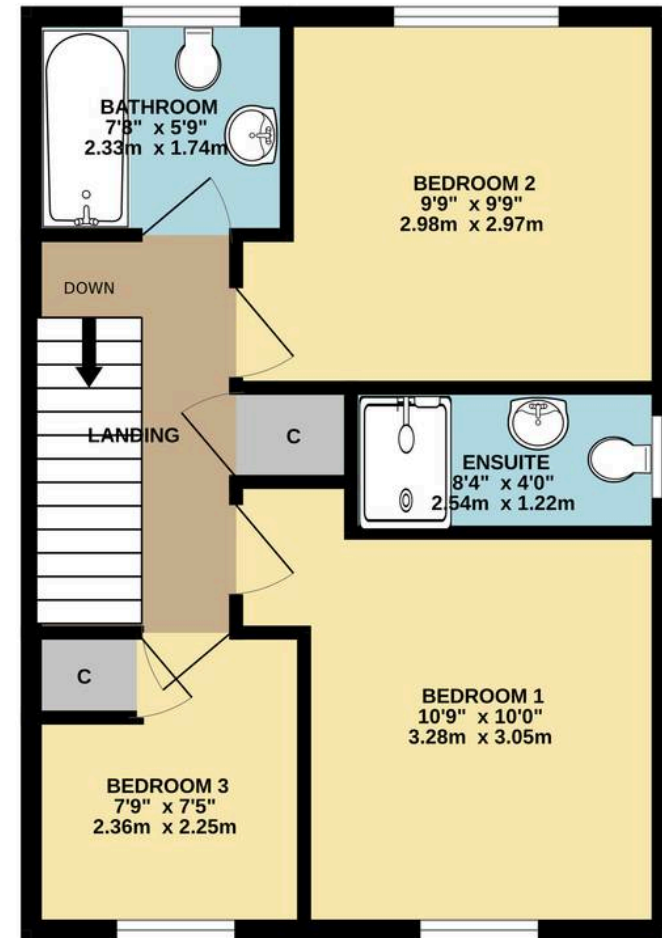 BATHROOM
7'8" x 5'9"
2.33m x 1.74m
BEDROOM 2
9'9" x 9'9"
2.98m x 2.97m
DOWN
LANDING
C
ENSUITE
8'4" x 4'0"
2.54m x 1.22m
C
BEDROOM 1
10'9" x 10'0"
3.28m x 3.05m
BEDROOM 3
7'9" x 7'5"
2.36m x 2.25m